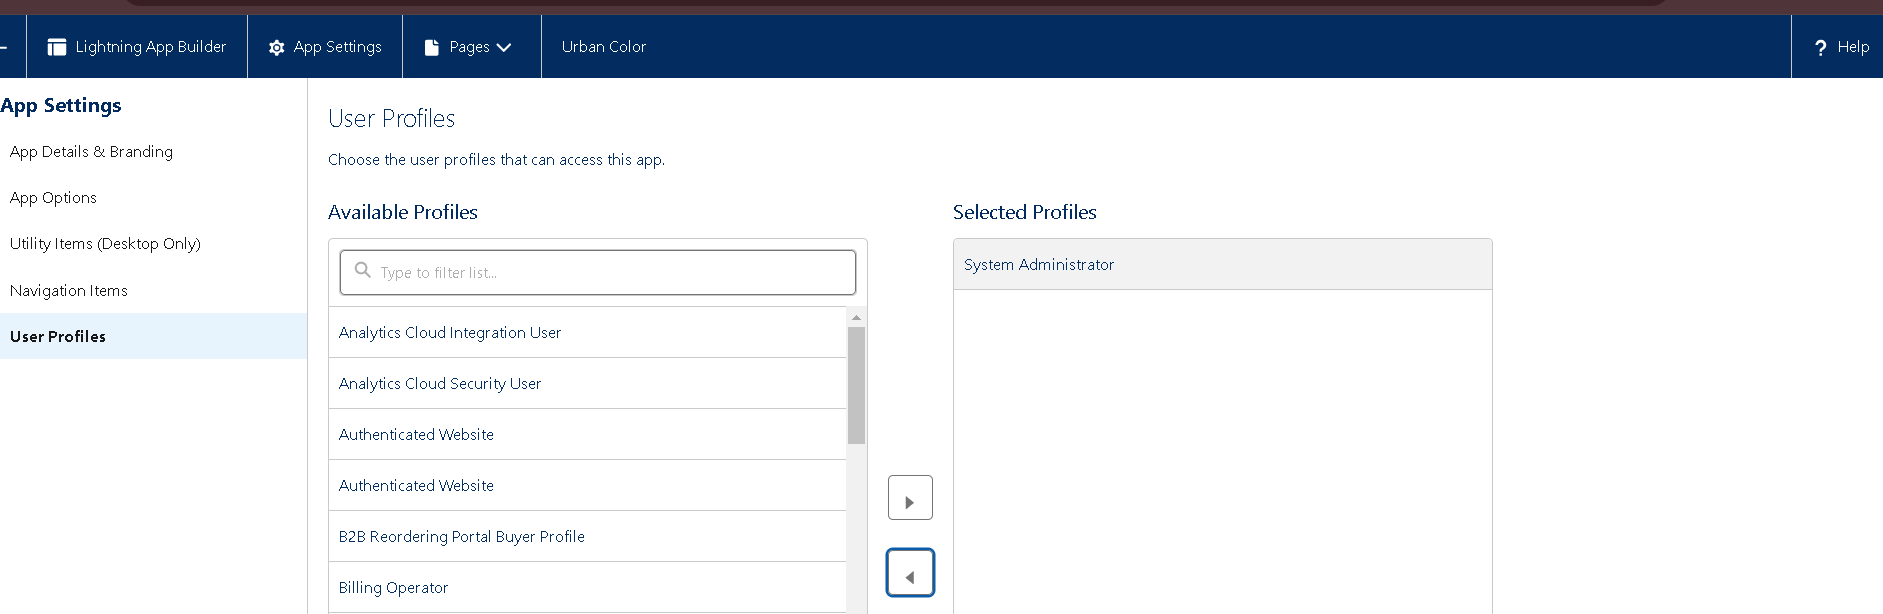 Lightning App Builder
App Settings
Pages
Urban Color
? Help
App Settings
App Details & Branding
App Options
Utility Items (Desktop Only)
Navigation Items
User Profiles
User Profiles
Choose the user profiles that can access this app.
Available Profiles
Type to filter list...
Analytics Cloud Integration User
Analytics Cloud Security User
Authenticated Website
Authenticated Website
B2B Reordering Portal Buyer Profile
Billing Operator
Selected Profiles
System Administrator